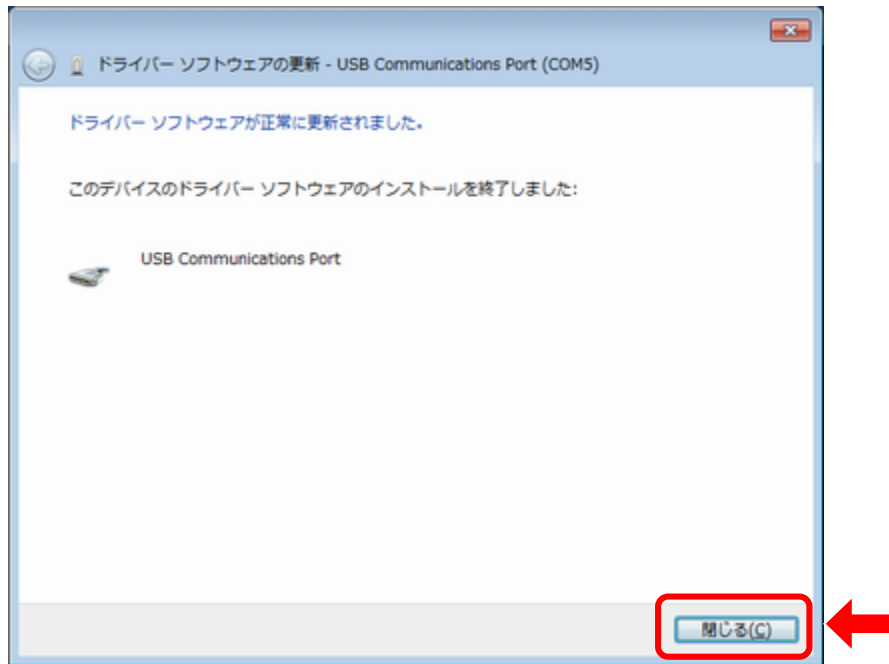 ドライバー ソフトウェアの更新 - USB Communications Port (COM5)
ドライバー ソフトウェアが正常に更新されました。
このデバイスのドライバー ソフトウェアのインストールを終了しました:
USB Communications Port
閉じる(C)